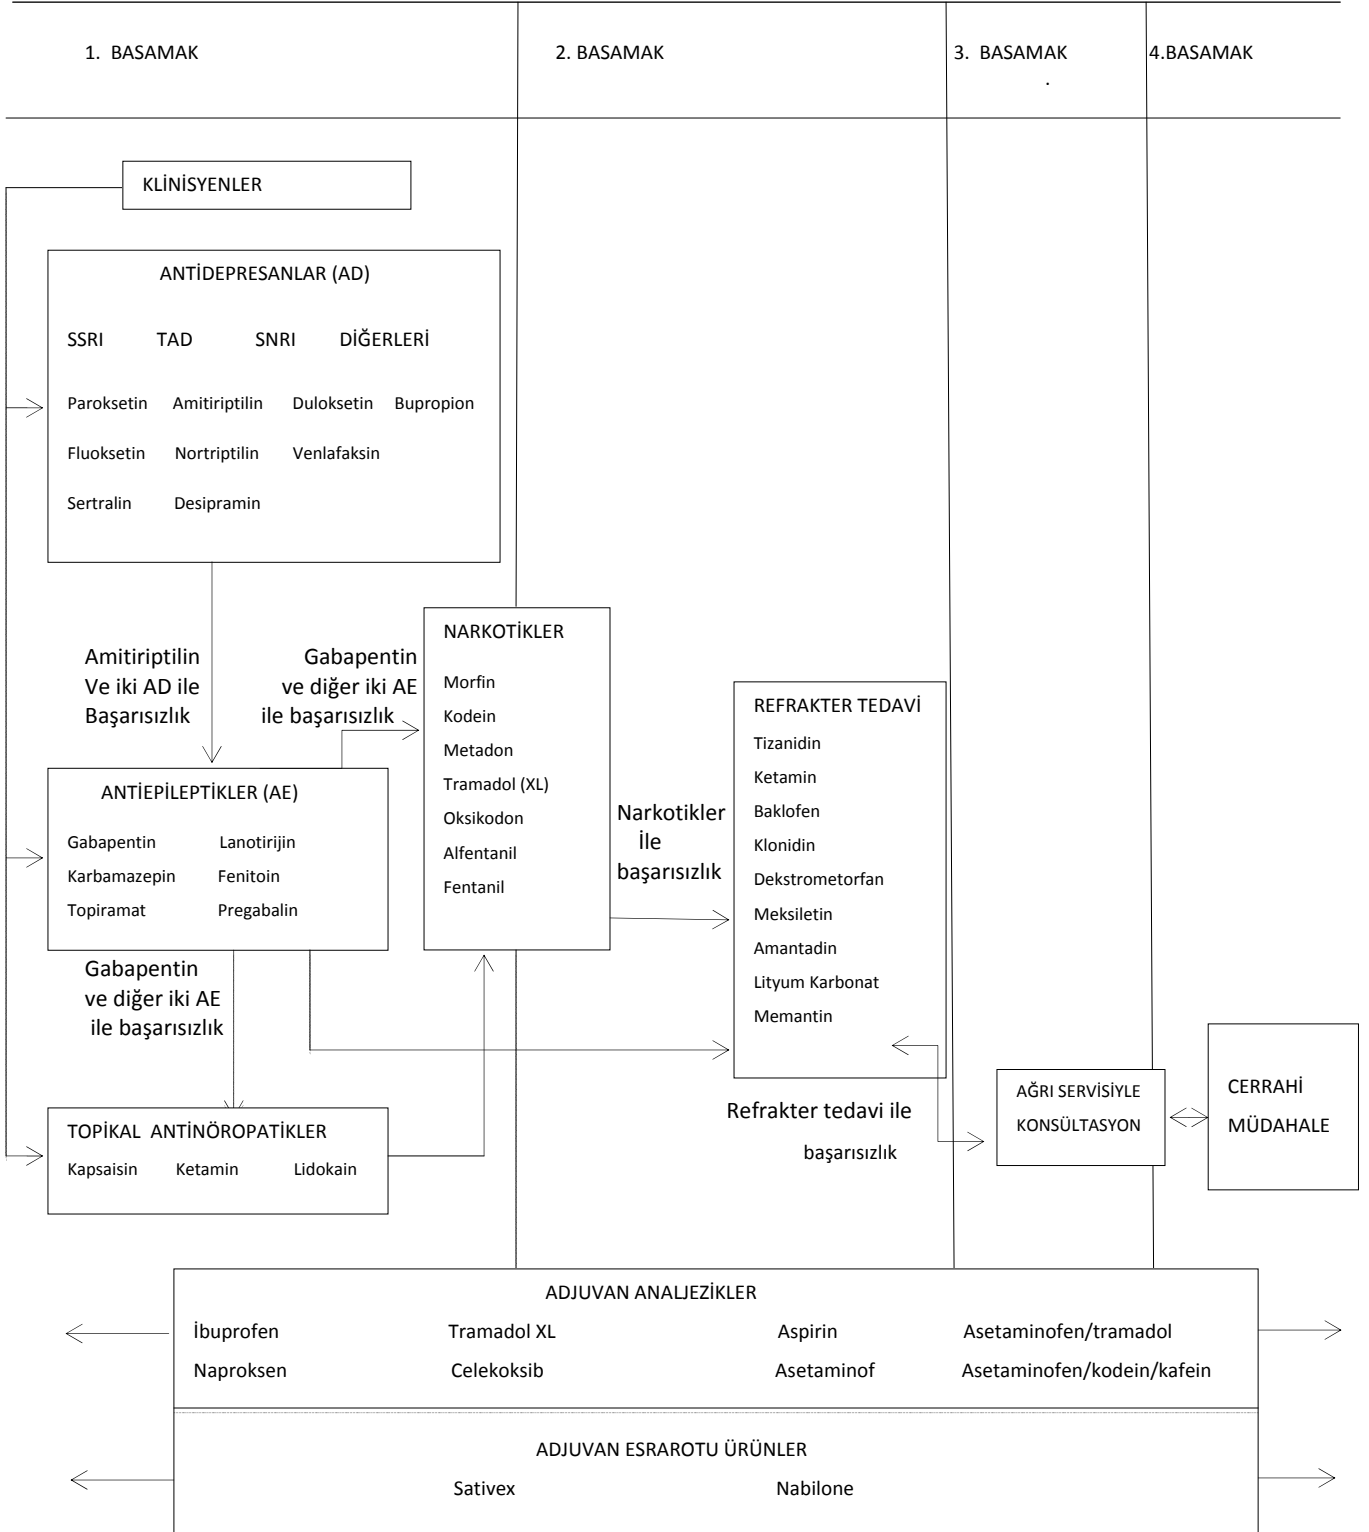 1. BASAMAK
2. BASAMAK
3. BASAMAK
4.BASAMAK
.
KLİNİSYENLER
ANTİDEPRESANLAR (AD)
SSRI TAD SNRI DİĞERLERİ
Paroksetin Amitiriptilin Duloksetin Bupropion
Fluoksetin Nortriptilin Venlafaksin
Sertralin Desipramin
Amitiriptilin
Ve iki AD ile
Başarısızlık
Gabapentin
ve diğer iki AE
ile başarısızlık
ANTİEPİLEPTİKLER (AE)
Gabapentin Lanotirijin
Karbamazepin Fenitoin
Topiramat Pregabalin
Gabapentin
ve diğer iki AE
ile başarısızlık
TOPİKAL ANTİNÖROPATİKLER
Kapsaisin Ketamin Lidokain
NARKOTİKLER
Morfin
Kodein
Metadon
Tramadol (XL)
Oksikodon
Alfentanil
Fentanil
Narkotikler
İle
başarısızlık
REFRAKTER TEDAVİ
Tizanidin
Ketamin
Baklofen
Klonidin
Dekstrometorfan
Meksiletin
Amantadin
Lityum Karbonat
Memantin
Refrakter tedavi ile
başarısızlık
AĞRI SERVİSİYLE
KONSÜLTASYON
CERRAHİ
MÜDAHALE
ADJUVAN ANALJEZİKLER
İbuprofen Tramadol XL Aspirin Asetaminofen/tramadol
Naproksen Celekoksib Asetaminof Asetaminofen/kodein/kafein
ADJUVAN ESRAROTU ÜRÜNLER
Sativex Nabilone